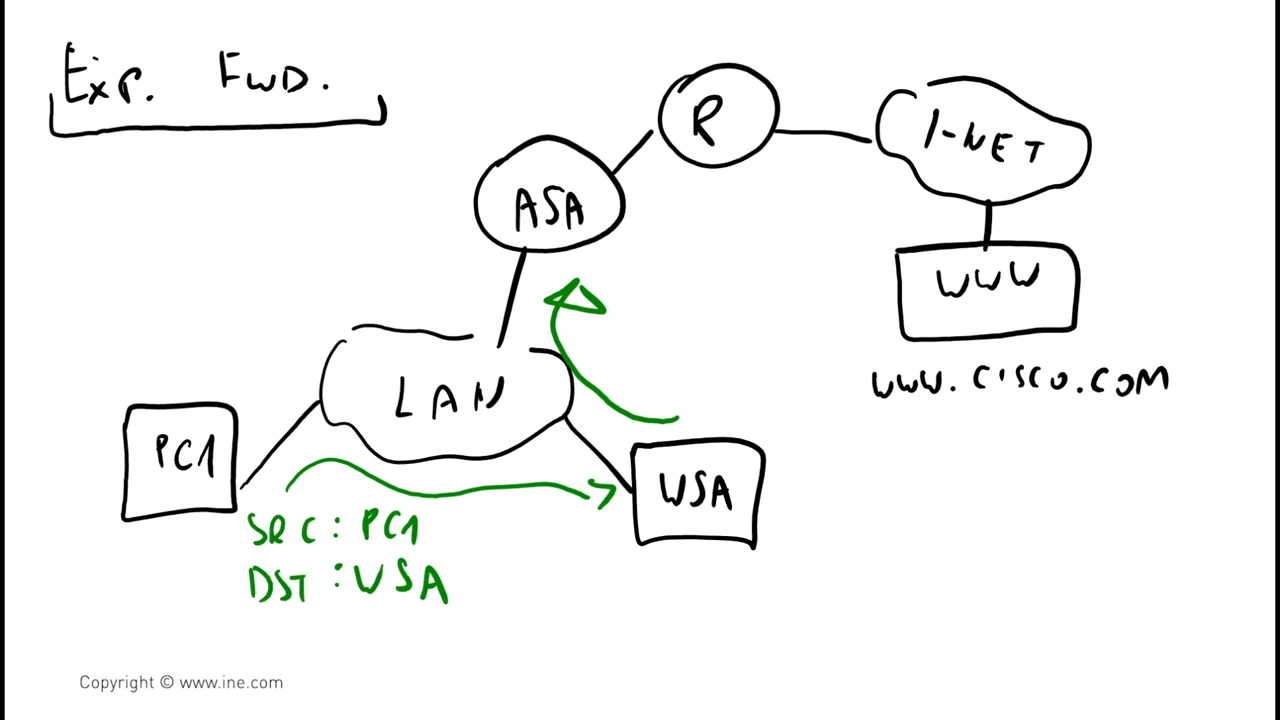 Exp. FWD.
R
I-NET
ASA
WWW
www.cisco.com
LAN
PC1
WSA
SRC: PC1
DST: WSA
Copyright © www.ine.com